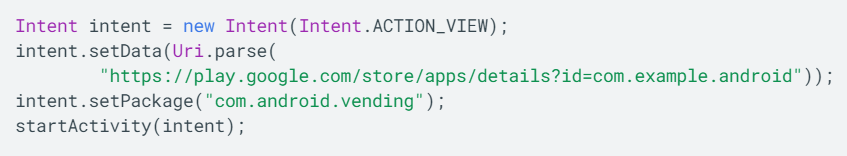 Intent intent = new Intent(Intent.ACTION_VIEW);
intent.setData(Uri.parse(
        "https://play.google.com/store/apps/details?id=com.example.android"));
intent.setPackage("com.android.vending");
startActivity(intent);